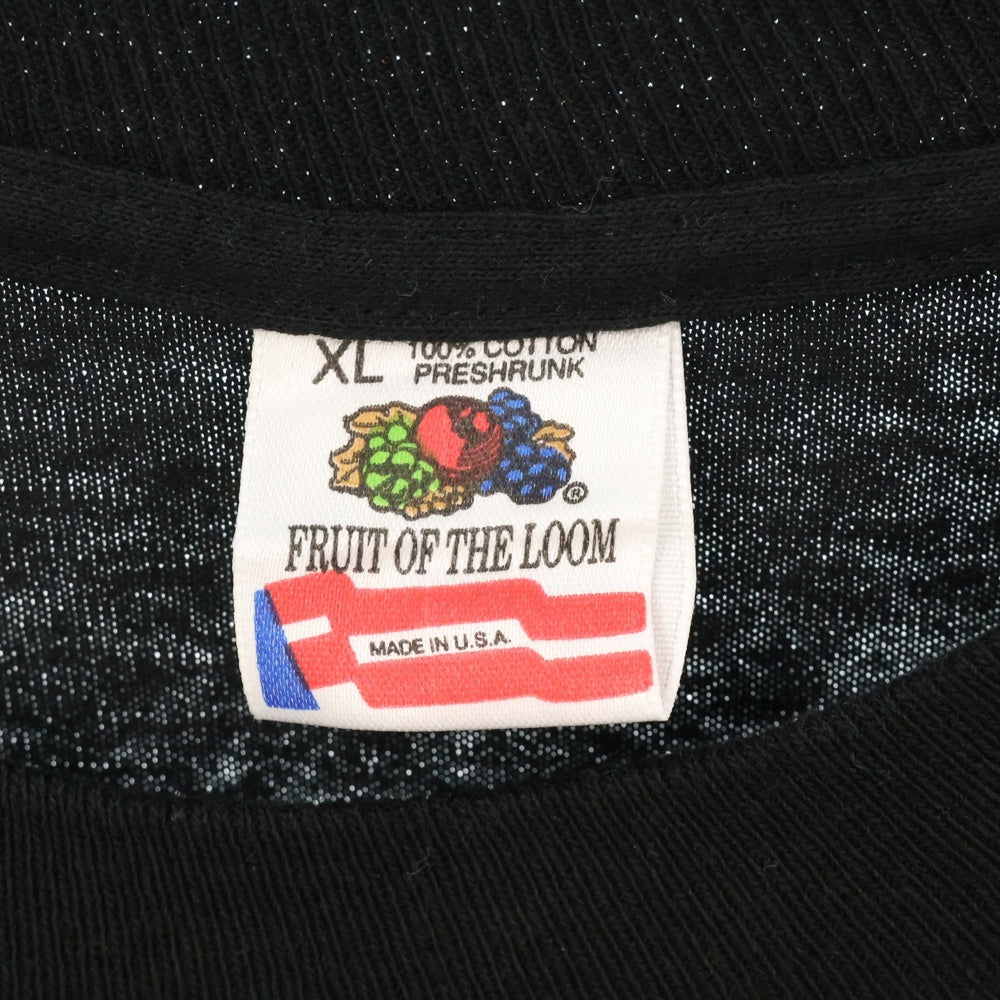 XL 100% COTTON
PRESHRUNK
®
FRUIT OF THE LOOM
MADE IN U.S.A.